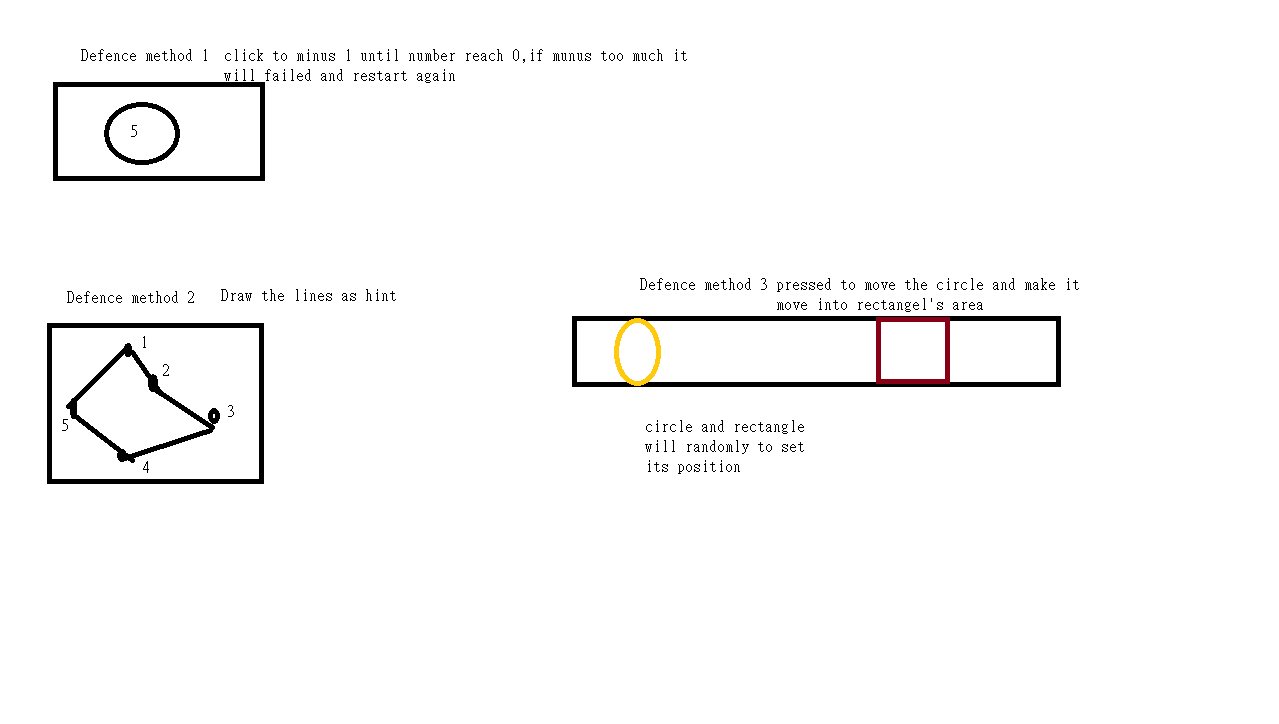 Defence method 1 click to minus 1 until number reach 0,if munus too much it
will failed and restart again
5
Defence method 2 Draw the lines as hint
1
2
3
5
4
Defence method 3 pressed to move the circle and make it
move into rectangel's area
circle and rectangle
will randomly to set
its position